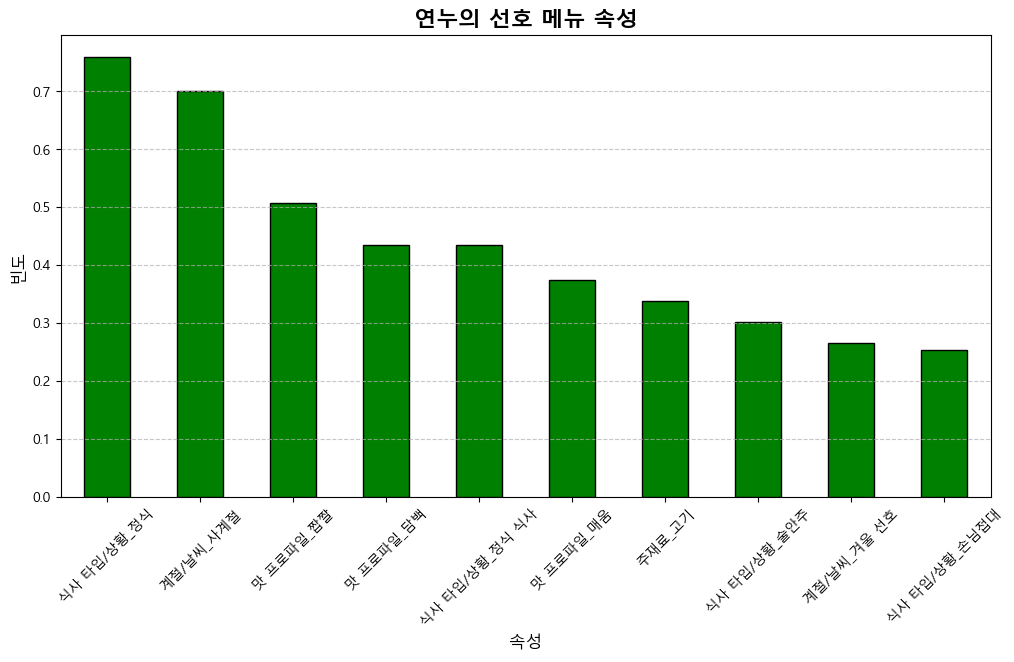 연누의 선호 메뉴 속성
빈도
0.7
0.6
0.5
0.4
0.3
0.2
0.1
0.0
식사 타입/상황_정식
계절/날씨_사계절
맛 프로파일_짭짤
맛 프로파일_담백
식사 타입/상황_정식 식사
맛 프로파일_매움
주재료_고기
식사 타입/상황_술안주
계절/날씨_겨울 선호
식사 타입/상황_손님접대
속성